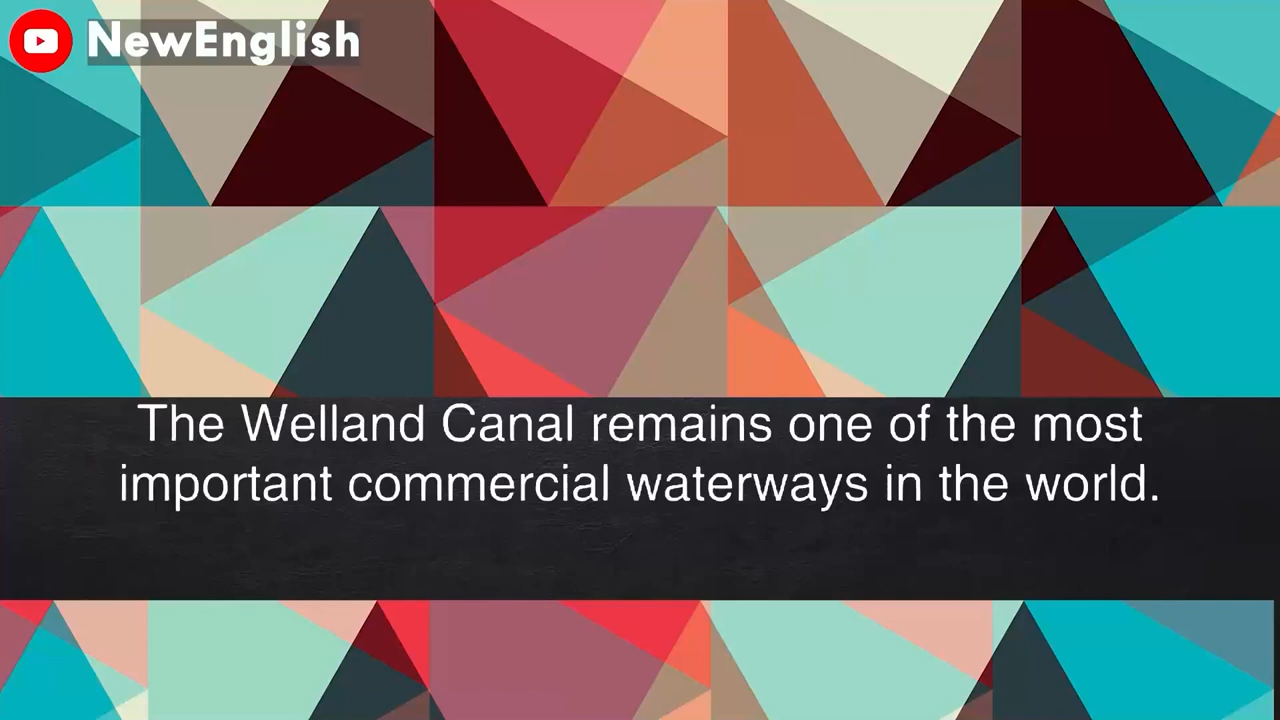 NewEnglish
The Welland Canal remains one of the most
important commercial waterways in the world.